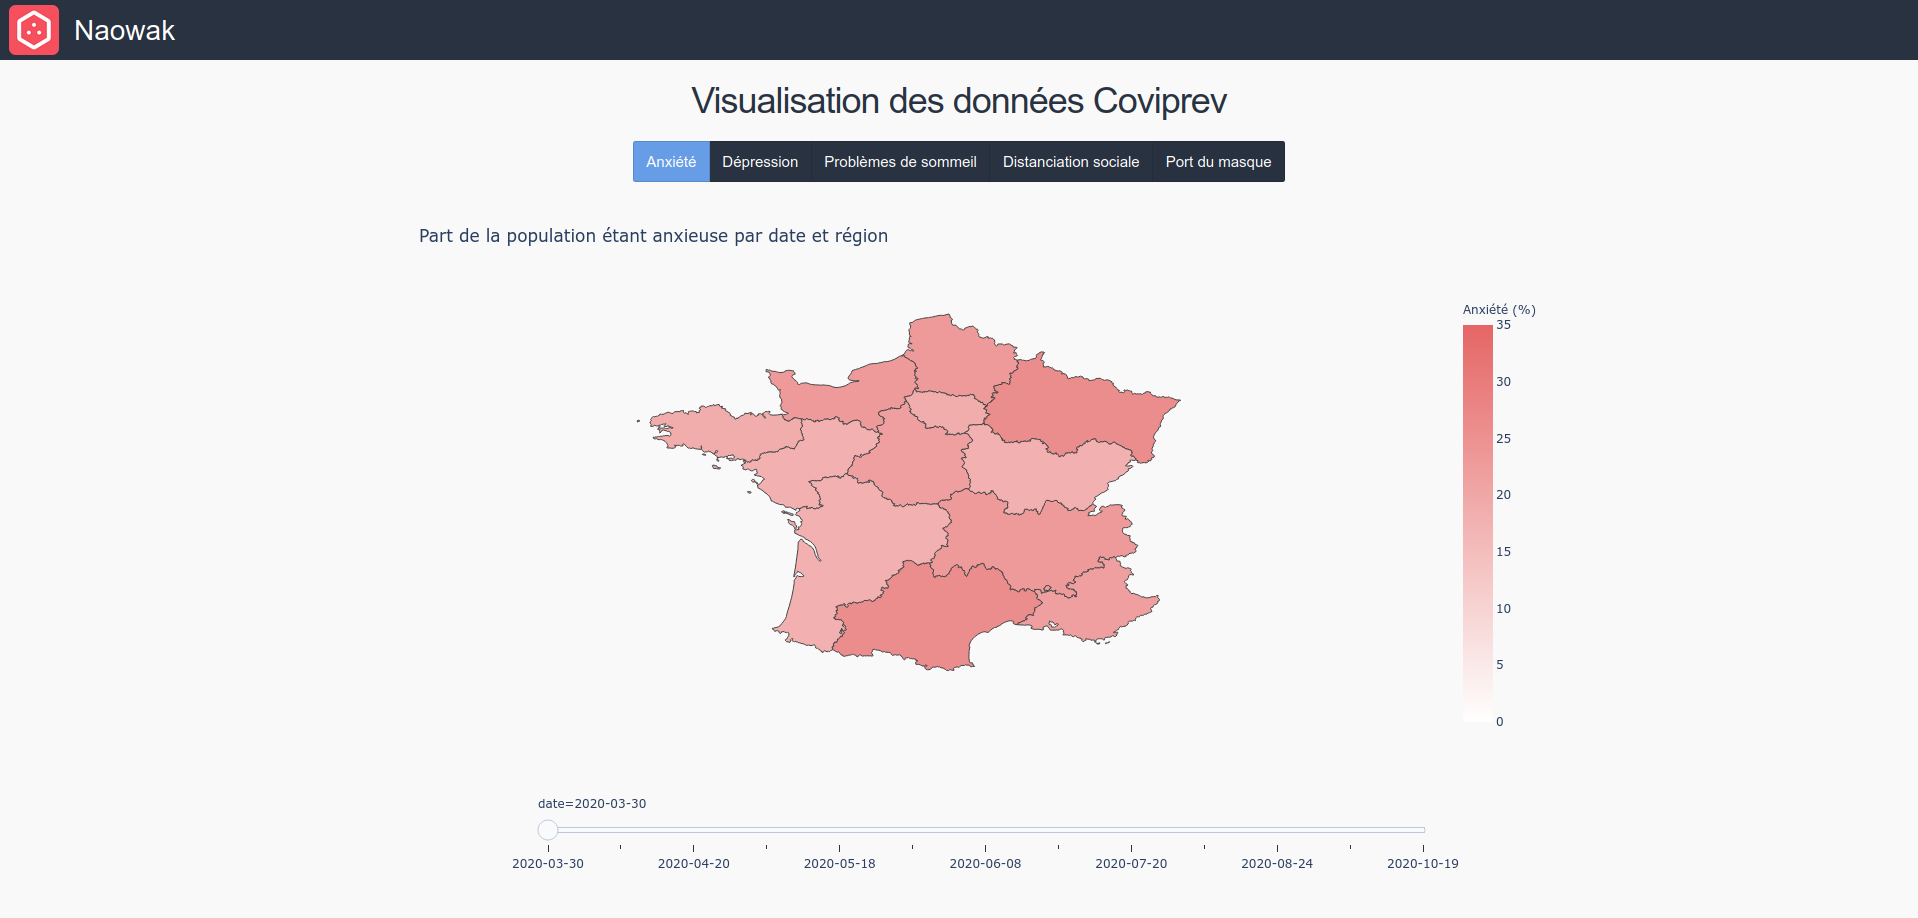 Naowak
Visualisation des données Coviprev
Anxiété Dépression Problèmes de sommeil Distanciation sociale Port du masque
Part de la population étant anxieuse par date et région
Anxiété (%)
35
30
25
20
15
10
5
0
date=2020-03-30
2020-03-30 2020-04-20 2020-05-18 2020-06-08 2020-07-20 2020-08-24 2020-10-19